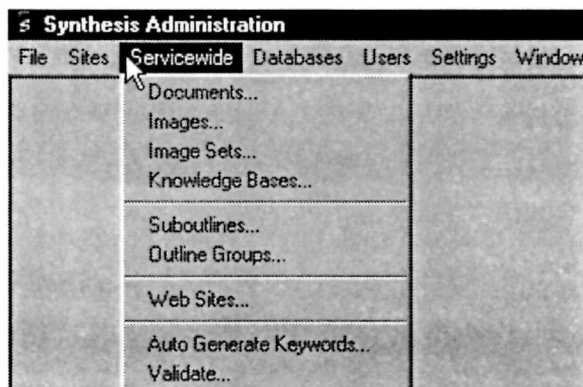 Synthesis Administration
File Sites Servicewide Databases Users Settings Window
Documents...
Images...
Image Sets...
Knowledge Bases...
Suboutlines...
Outline Groups...
Web Sites...
Auto Generate Keywords...
Validate...